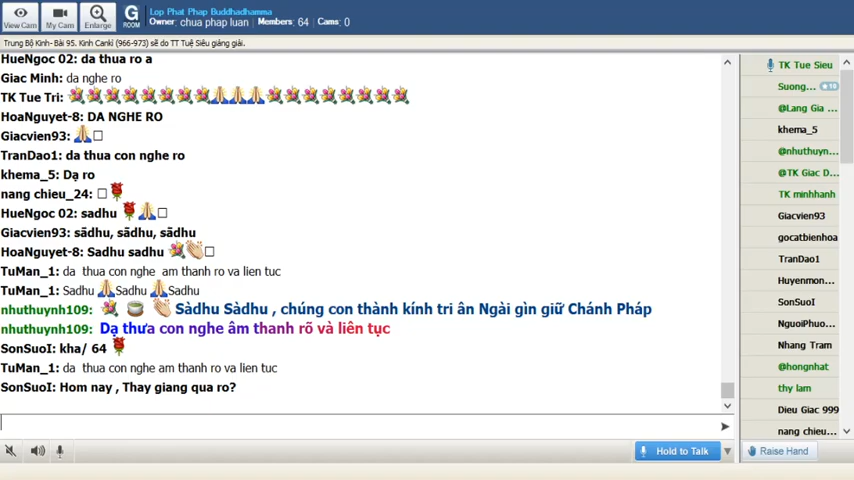 Lop Phat Phap Buddhadhamma
Owner: chua phap luan Members: 64 Cams: 0
View Cam My Cam Enlarge G ROOM
Trung Bộ Kinh- Bài 95. Kinh Cankì (966-973) sẽ do TT Tuệ Siêu giảng giải.
HueNgoc 02: da thua ro a
Giac Minh: da nghe ro
TK Tue Tri:
HoaNguyet-8: DA NGHE RO
Giacvien93:
TranDao1: da thua con nghe ro
khema_5: Dạ ro
nang chieu_24:
HueNgoc 02: sadhu
Giacvien93: sãdhu, sãdhu, sãdhu
HoaNguyet-8: Sadhu sadhu
TuMan_1: da thua con nghe am thanh ro va lien tuc
TuMan_1: Sadhu Sadhu Sadhu
nhuthuynh109: Sàdhu Sàdhu , chúng con thành kính tri ân Ngài gìn giữ Chánh Pháp
nhuthuynh109: Dạ thưa con nghe âm thanh rõ và liên tục
SonSuoI: kha/ 64
TuMan_1: da thua con nghe am thanh ro va lien tuc
SonSuoI: Hom nay , Thay giang qua ro?
Hold to Talk
TK Tue Sieu
Suong... 18
@Lang Gia ...
khema_5
@nhuthuyn...
@TK Giac D...
TK minhhanh
Giacvien93
gocatbienhoa
TranDao1
Huyenmon...
SonSuoI
NguoiPhuo...
Nhang Tram
@hongnhat
thy lam
Dieu Giac 999
nang chieu...
Raise Hand